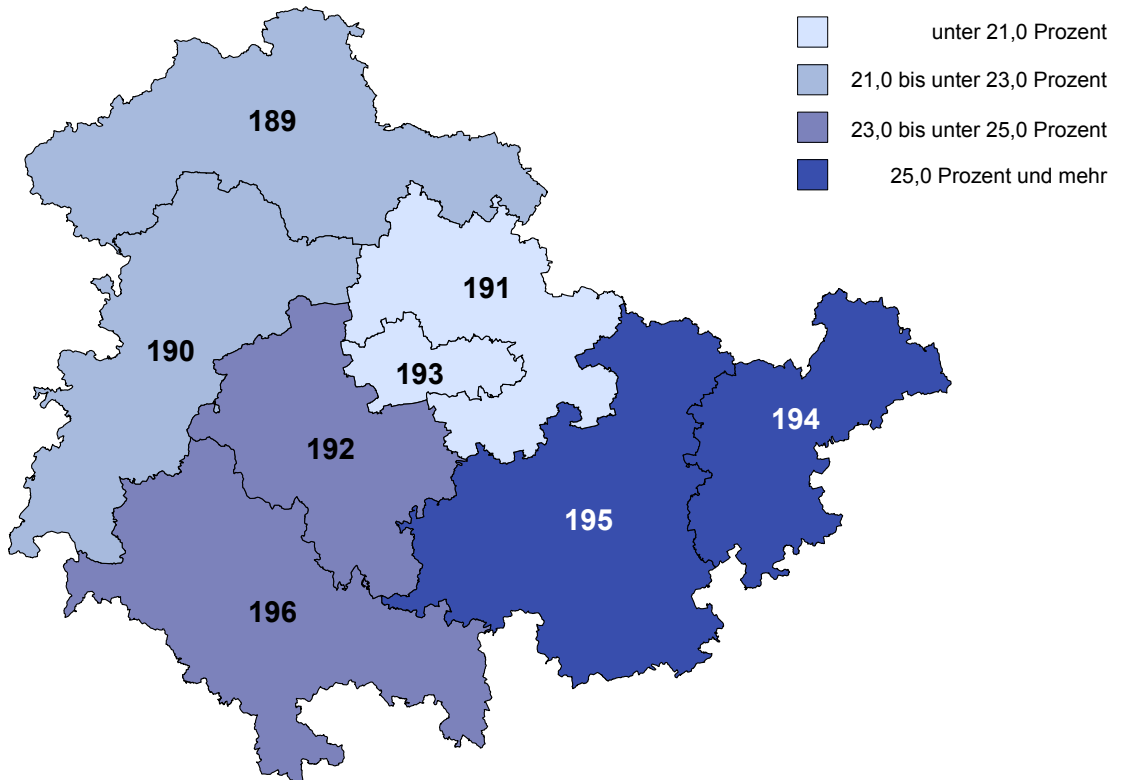 unter 21,0 Prozent
21,0 bis unter 23,0 Prozent
23,0 bis unter 25,0 Prozent
25,0 Prozent und mehr
189
191
190
193
194
192
195
196